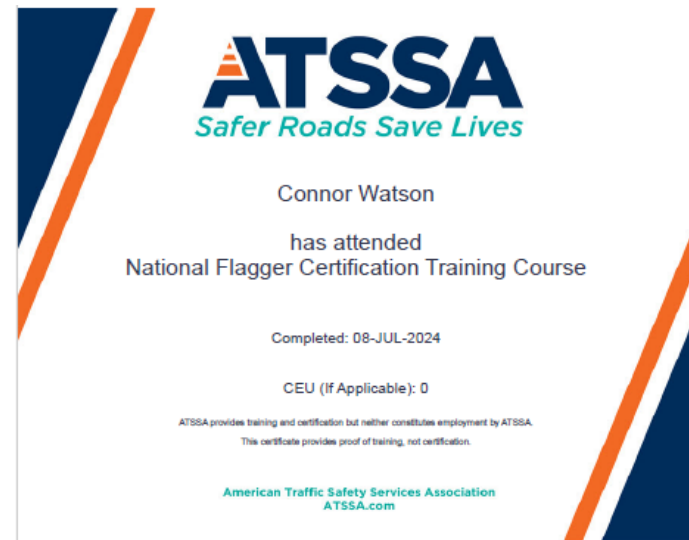 ATSSA
Safer Roads Save Lives
Connor Watson
has attended
National Flagger Certification Training Course
Completed: 08-JUL-2024
CEU (If Applicable): 0
ATSSA provides training and certification but neither constitutes employment by ATSSA.
This certificate provides proof of training, not certification.
American Traffic Safety Services Association
ATSSA.com